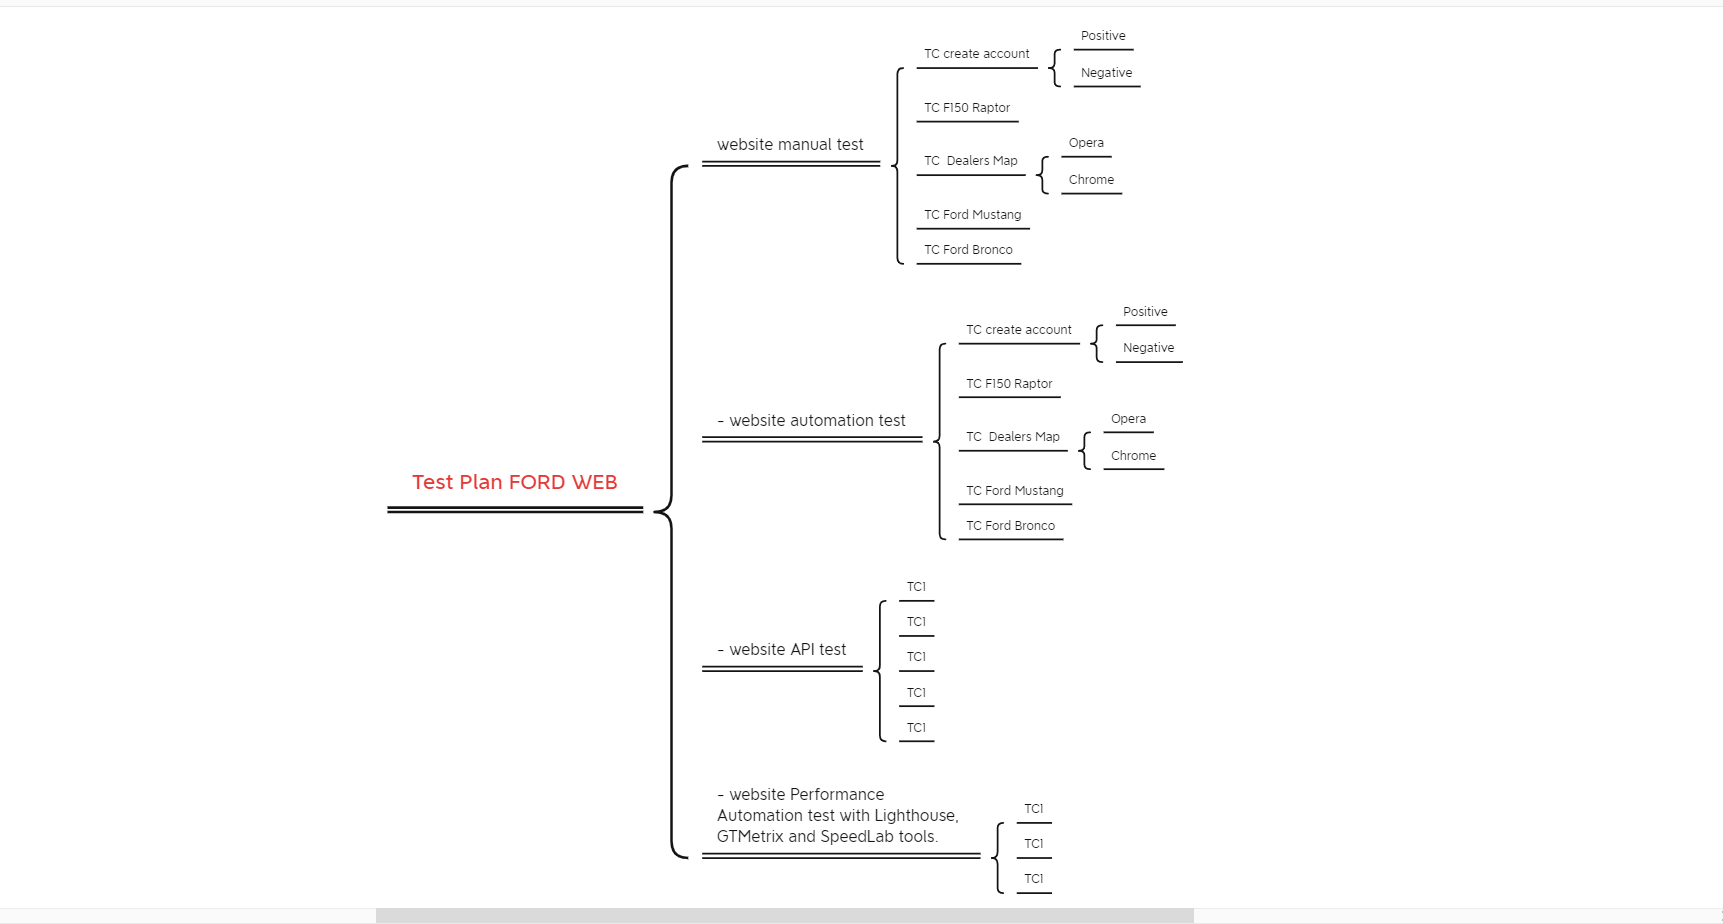 Test Plan FORD WEB
website manual test
TC create account
Positive
Negative
TC F150 Raptor
TC  Dealers Map
Opera
Chrome
TC Ford Mustang
TC Ford Bronco
- website automation test
TC create account
Positive
Negative
TC F150 Raptor
TC  Dealers Map
Opera
Chrome
TC Ford Mustang
TC Ford Bronco
- website API test
TC1
TC1
TC1
TC1
TC1
- website Performance
Automation test with Lighthouse,
GTMetrix and SpeedLab tools.
TC1
TC1
TC1